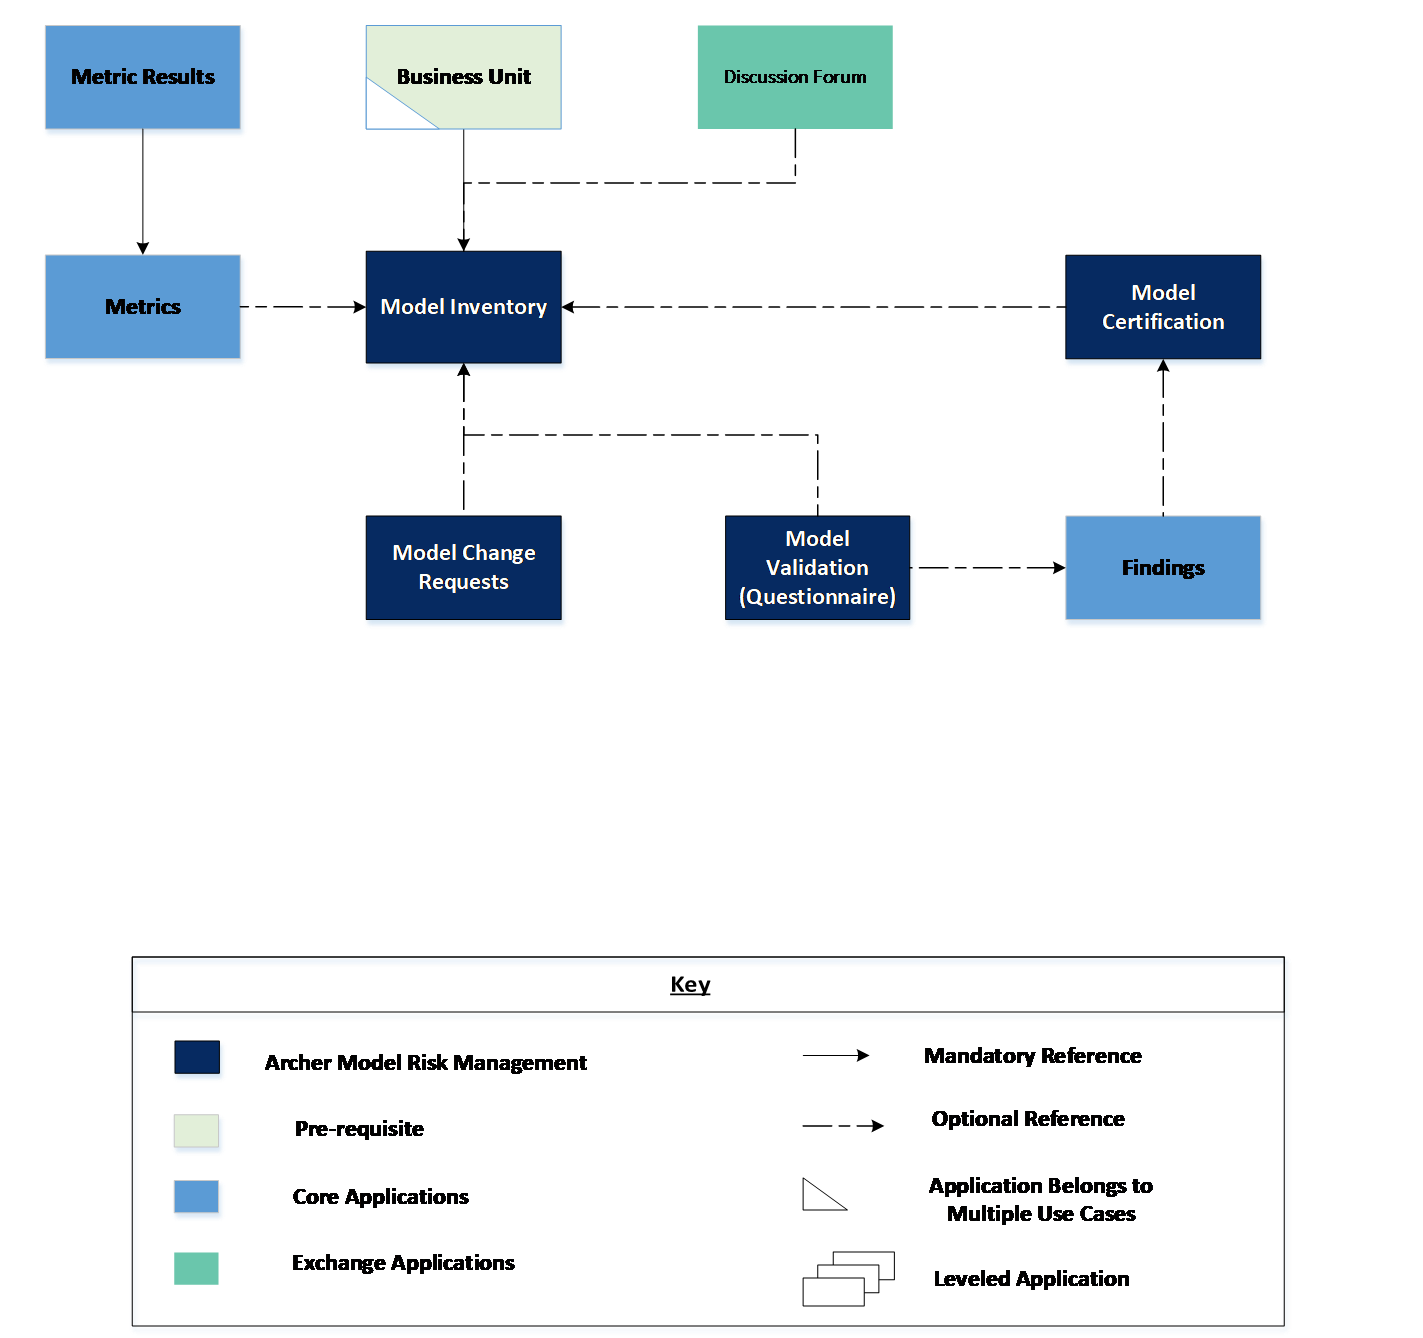 Metric Results
Business Unit
Discussion Forum
Metrics
Model Inventory
Model
Certification
Model Change
Requests
Model
Validation
(Questionnaire)
Findings
Key
Archer Model Risk Management
Mandatory Reference
Pre-requisite
Optional Reference
Core Applications
Application Belongs to
Multiple Use Cases
Exchange Applications
Leveled Application